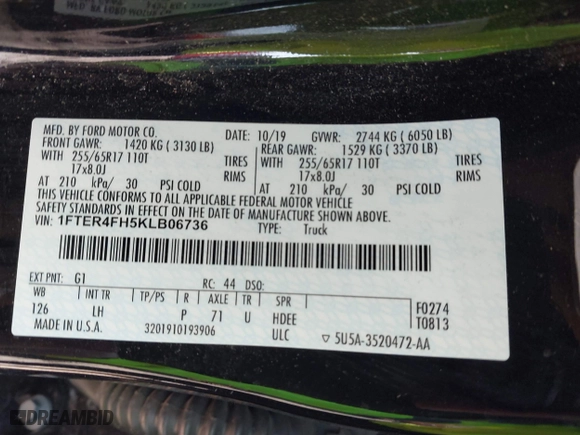 MFD. BY FORD MOTOR CO. DATE: 10/19 GVWR: 2744 KG ( 6050 LB)
FRONT GAWR: 1420 KG ( 3130 LB) REAR GAWR: 1529 KG ( 3370 LB)
WITH 255/65R17 110T TIRES WITH 255/65R17 110T TIRES
17x8.0J RIMS 17x8.0J RIMS
AT 210 kPa/ 30 PSI COLD AT 210 kPa/ 30 PSI COLD
THIS VEHICLE CONFORMS TO ALL APPLICABLE FEDERAL MOTOR VEHICLE
SAFETY STANDARDS IN EFFECT ON THE DATE OF MANUFACTURE SHOWN ABOVE.
VIN: 1FTER4FH5KLB06736 TYPE: Truck
EXT PNT: G1 RC: 44 DSO:
WB INT TR TP/PS R AXLE TR SPR F0274
126 LH P 71 U HDEE T0813
MADE IN U.S.A. 3201910193906 ULC ▽ 5U5A-3520472-AA
DREAMBID